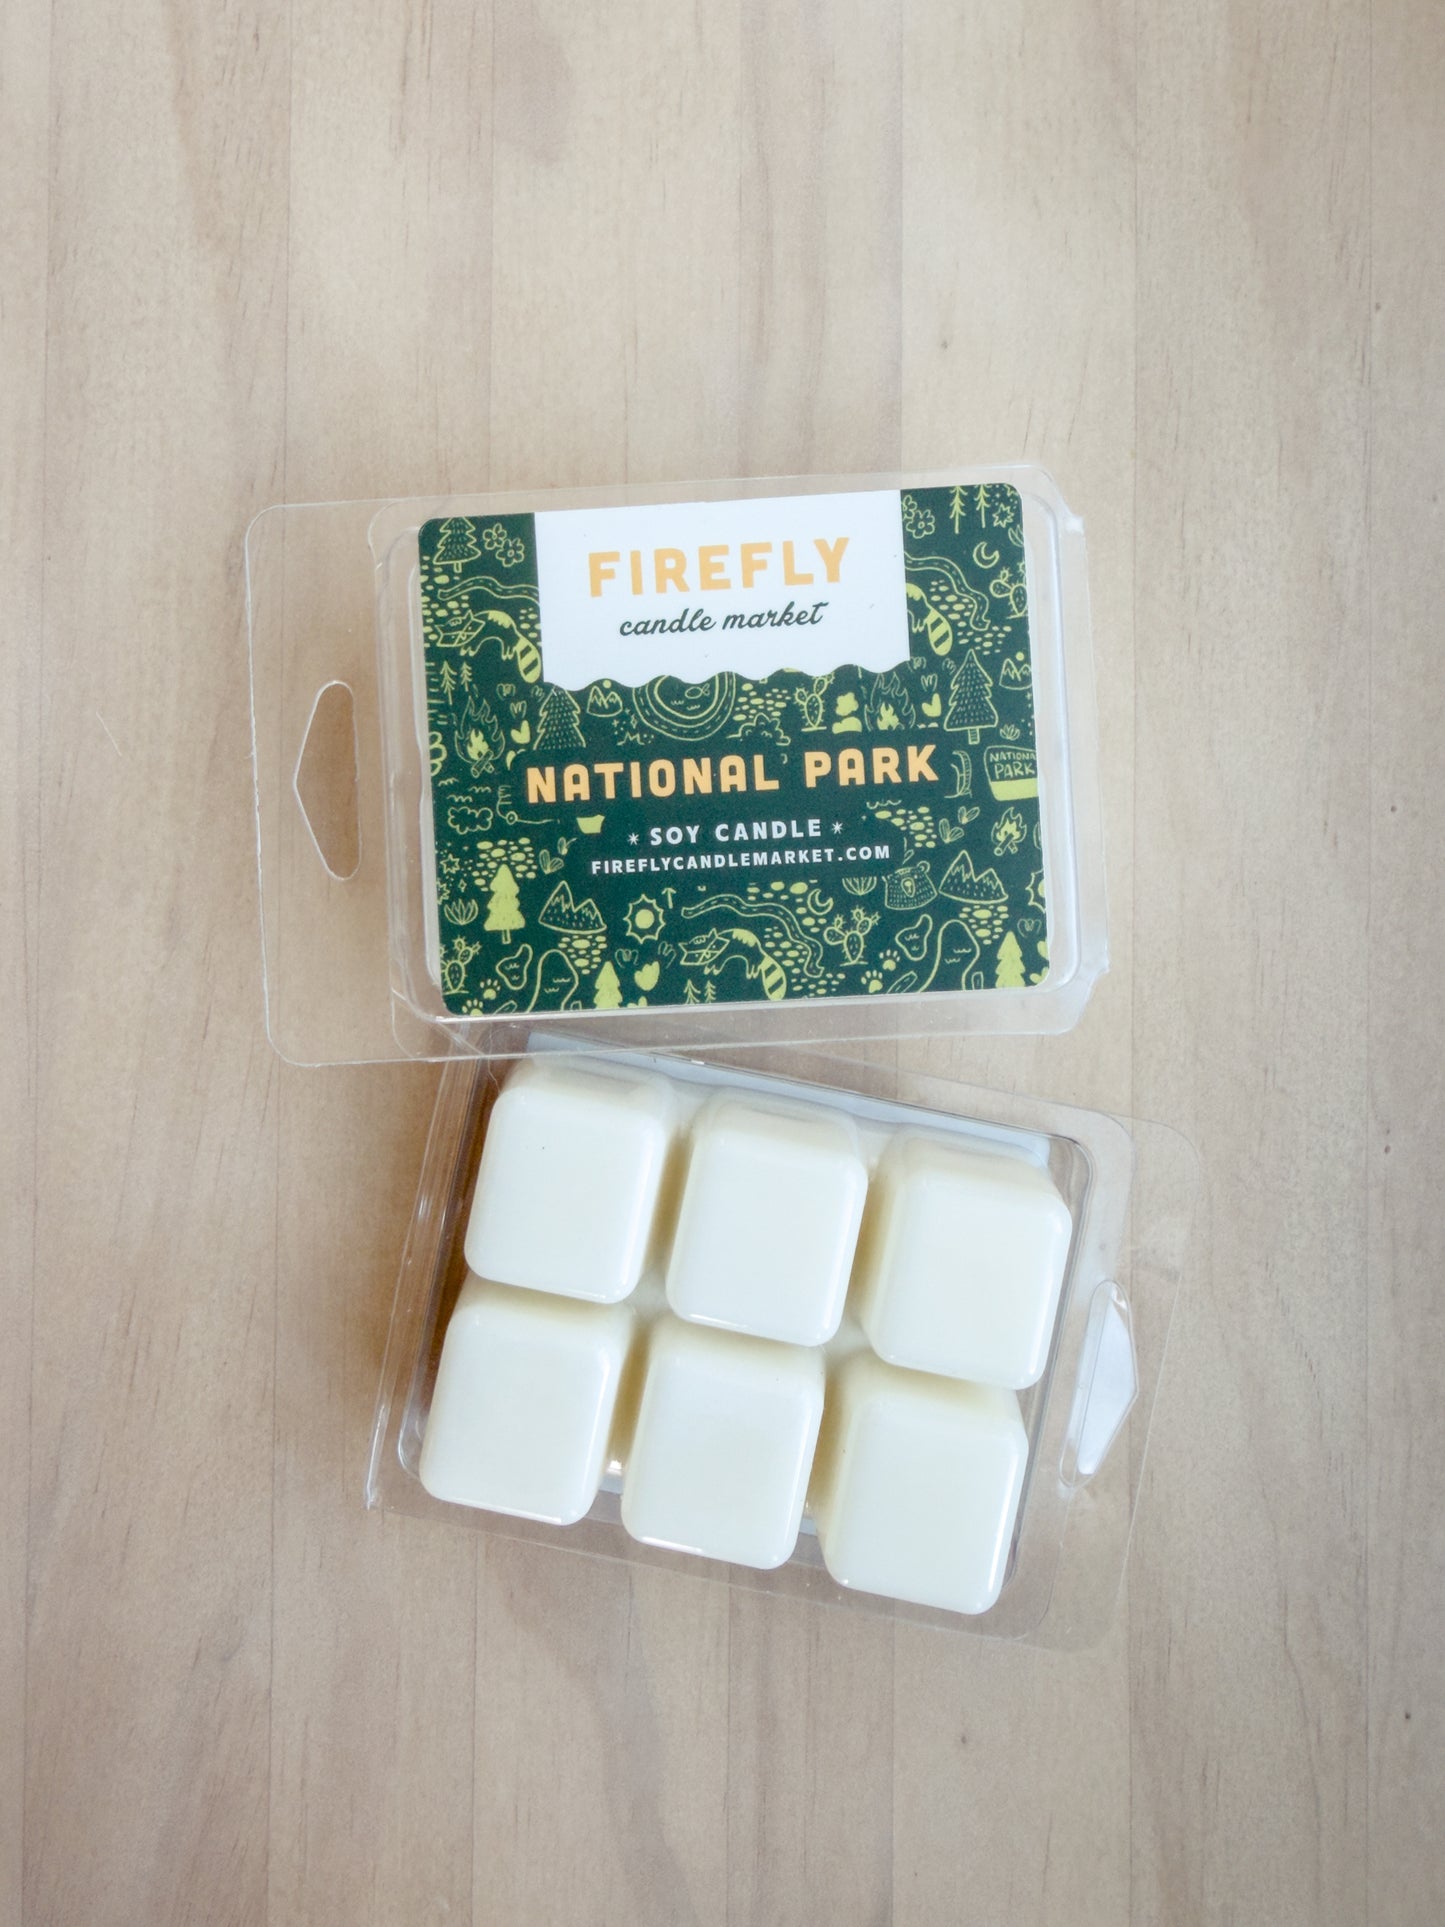 FIREFLY
candle market
NATIONAL PARK
NATIONAL
PARK
* SOY CANDLE *
FIREFLYCANDLEMARKET.COM